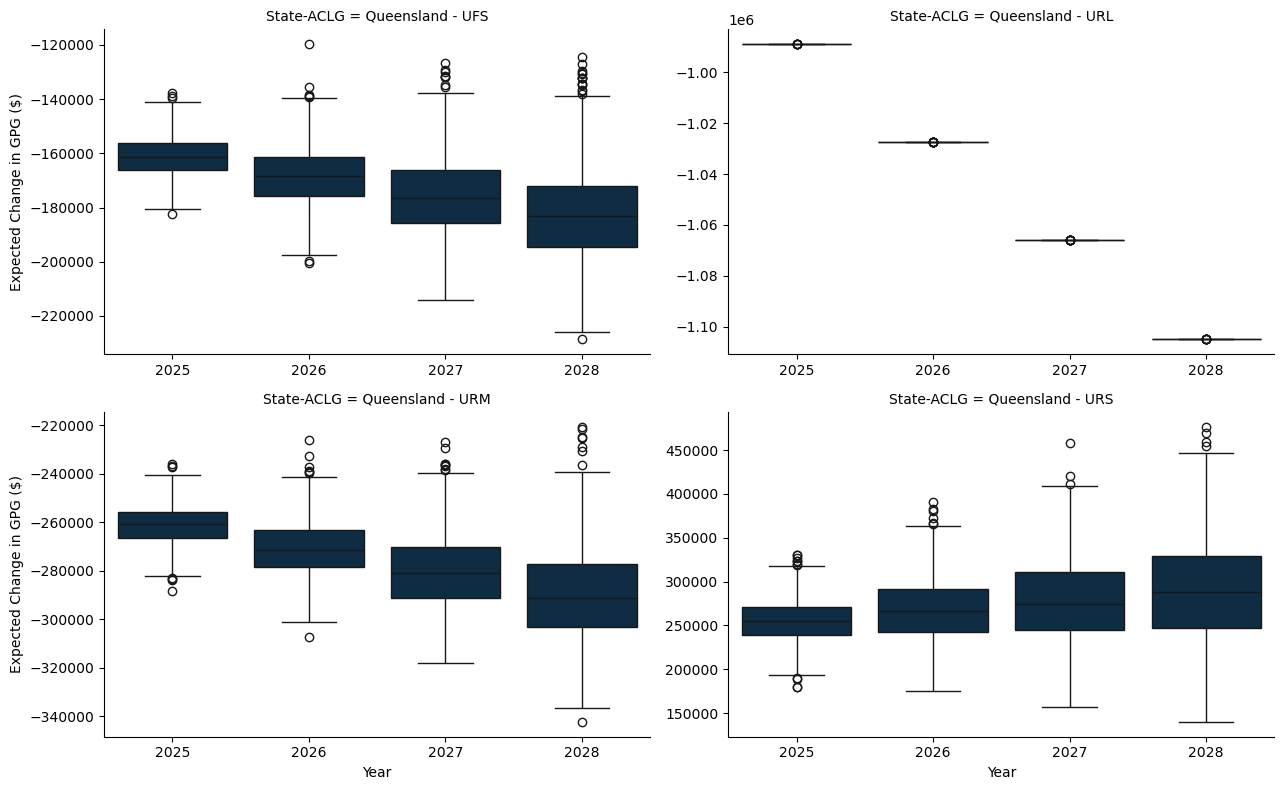 State-ACLG = Queensland - UFS
Expected Change in GPG ($)
−120000
−140000
−160000
−180000
−200000
−220000
2025 2026 2027 2028
State-ACLG = Queensland - URL
1e6
−1.00
−1.02
−1.04
−1.06
−1.08
−1.10
2025 2026 2027 2028
State-ACLG = Queensland - URM
Expected Change in GPG ($)
−220000
−240000
−260000
−280000
−300000
−320000
−340000
2025 2026 2027 2028
Year
State-ACLG = Queensland - URS
450000
400000
350000
300000
250000
200000
150000
2025 2026 2027 2028
Year